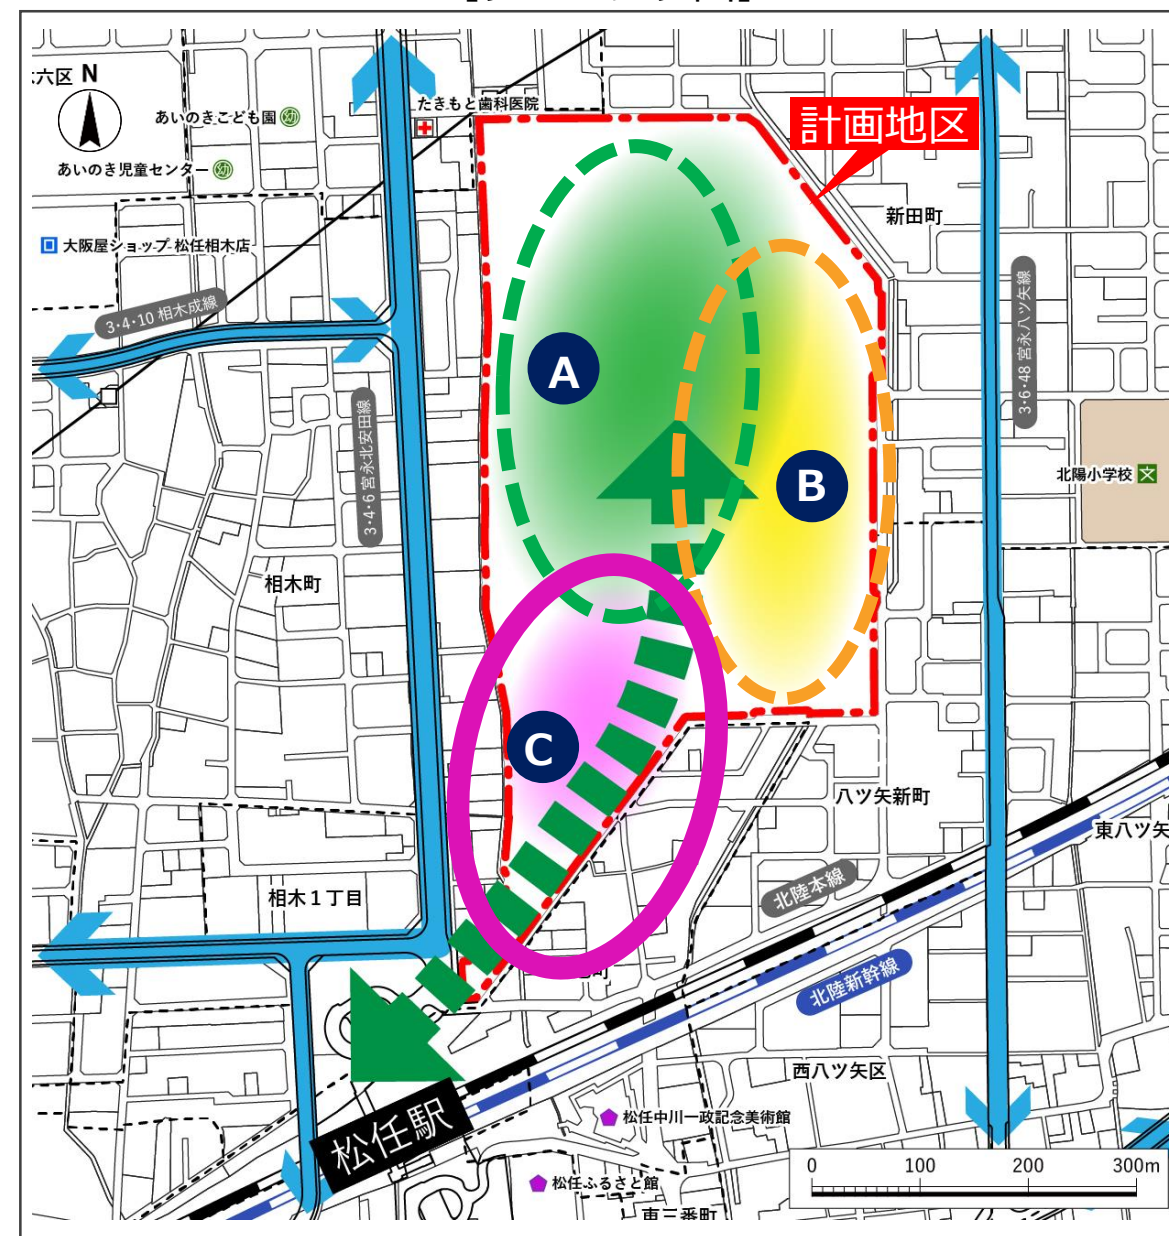 六区
N
たきもと歯科医院
あいのきこども園
幼
計画地区
あいのき児童センター
幼
新田町
大阪屋ショップ 松任相木店
3・4・10 相木成線
3・6・48 宮永八ツ矢線
A
3・4・6 宮永北安田線
B
北陽小学校
文
相木町
C
八ツ矢新町
東八ツ矢
北陸本線
相木1丁目
北陸新幹線
西八ツ矢区
松任駅
松任中川一政記念美術館
0 100 200 300m
松任ふるさと館
東三番町